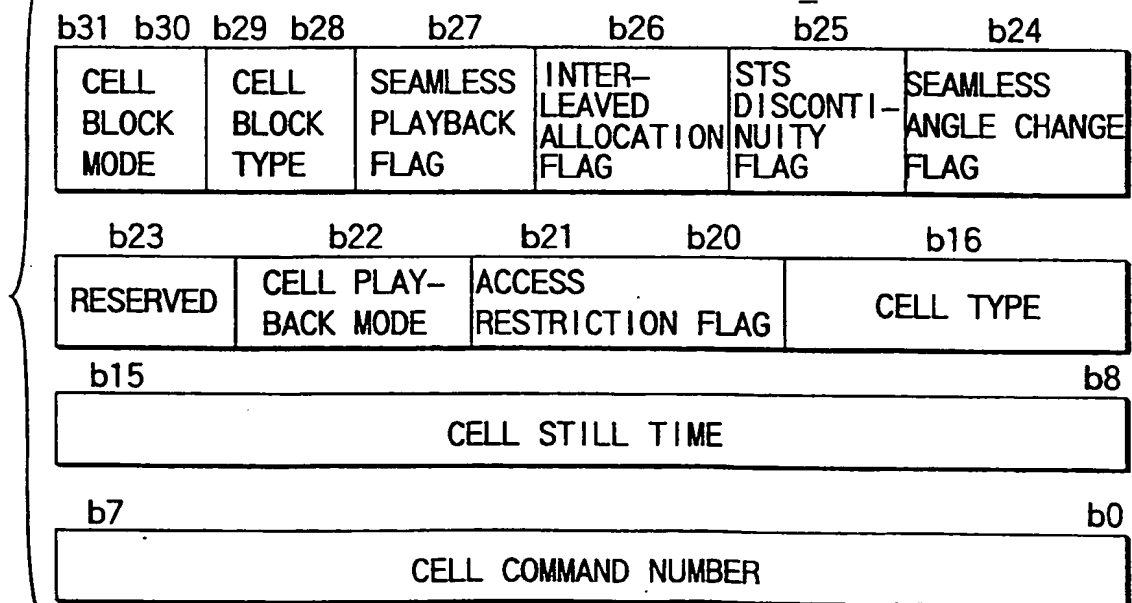 b31 b30 b29 b28 b27 b26 b25 b24
CELL BLOCK MODE
CELL BLOCK TYPE
SEAMLESS PLAYBACK FLAG
INTER-
LEAVED
ALLOCATION
FLAG
STS
DISCONTI-
NUITY
FLAG
SEAMLESS
ANGLE CHANGE
FLAG
b23 b22 b21 b20 b16
RESERVED
CELL PLAY-
BACK MODE
ACCESS
RESTRICTION FLAG
CELL TYPE
b15 b8
CELL STILL TIME
b7 b0
CELL COMMAND NUMBER